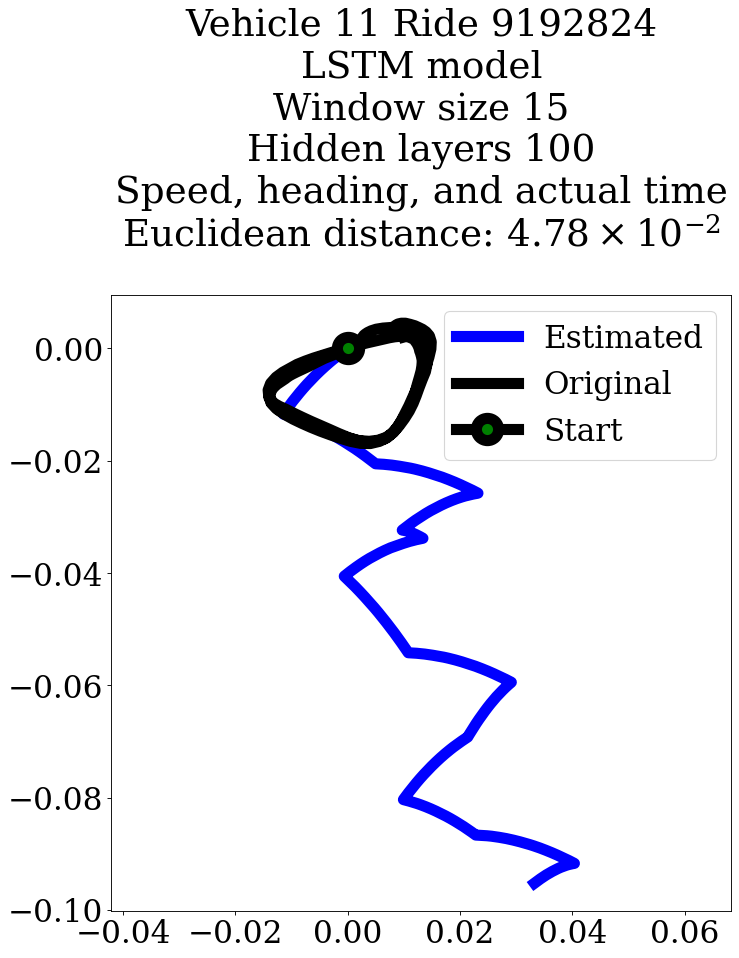 Vehicle 11 Ride 9192824
LSTM model
Window size 15
Hidden layers 100
Speed, heading, and actual time
Euclidean distance: 4.78 × 10⁻²
Estimated
Original
Start
0.00
−0.02
−0.04
−0.06
−0.08
−0.10
−0.04 −0.02 0.00 0.02 0.04 0.06